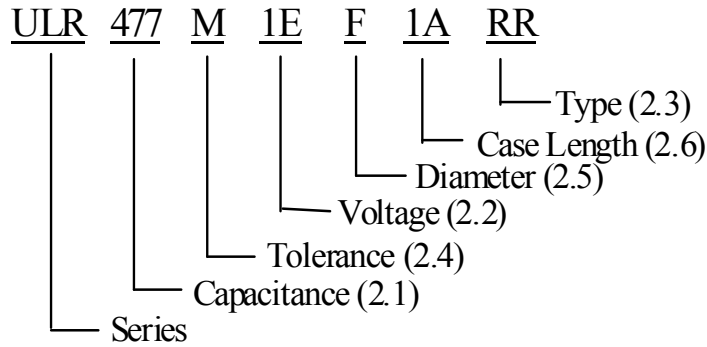 ULR 477 M 1E F 1A RR
Type (2.3)
Case Length (2.6)
Diameter (2.5)
Voltage (2.2)
Tolerance (2.4)
Capacitance (2.1)
Series